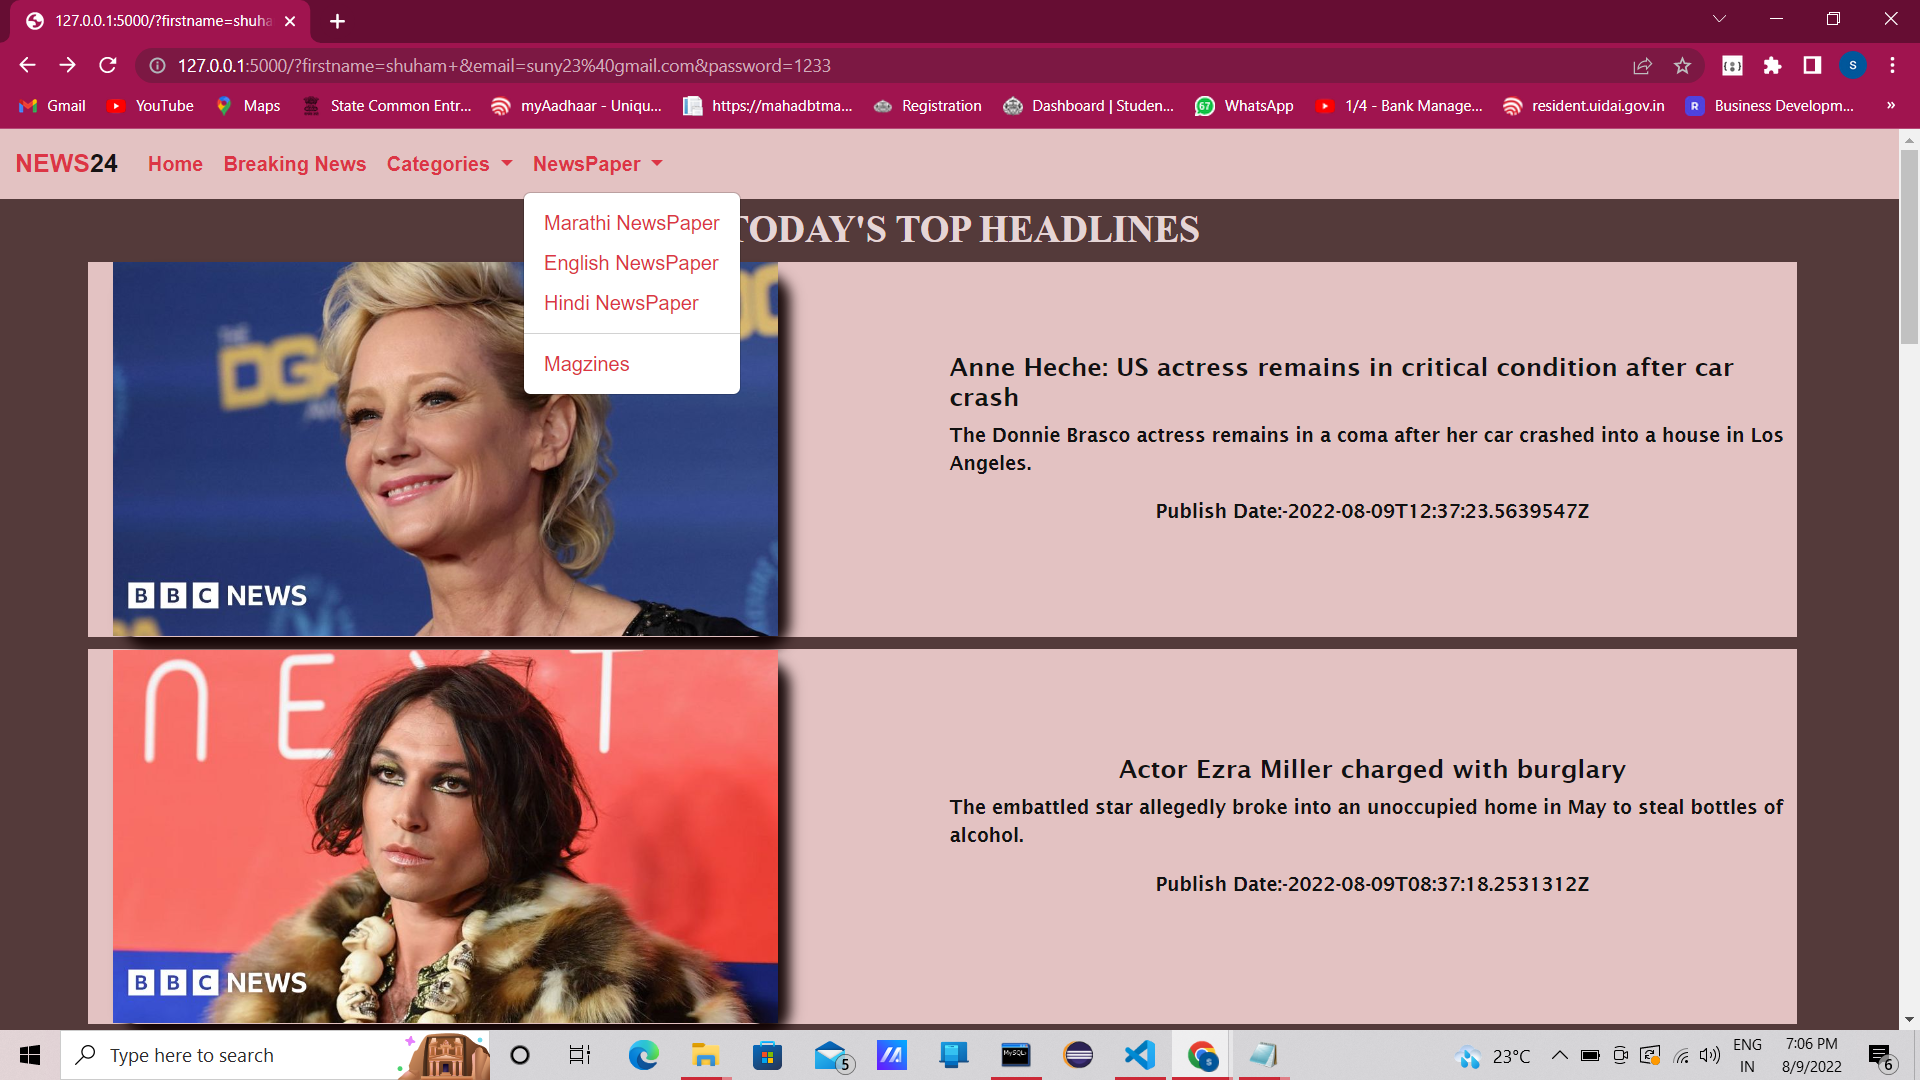 127.0.0.1:5000/?firstname=shuha
127.0.0.1:5000/?firstname=shuham+&email=suny23%40gmail.com&password=1233
Gmail YouTube Maps State Common Entr... myAadhaar - Uniqu... https://mahadbtma... Registration Dashboard | Studen... 67 WhatsApp 1/4 - Bank Manage... resident.uidai.gov.in R Business Developm... »
NEWS24 Home Breaking News Categories NewsPaper
Marathi NewsPaper
English NewsPaper
Hindi NewsPaper
Magzines
TODAY'S TOP HEADLINES
THE
DGA
BBC NEWS
Anne Heche: US actress remains in critical condition after car
crash
The Donnie Brasco actress remains in a coma after her car crashed into a house in Los
Angeles.
Publish Date:-2022-08-09T12:37:23.5639547Z
NEXT
BBC NEWS
Actor Ezra Miller charged with burglary
The embattled star allegedly broke into an unoccupied home in May to steal bottles of
alcohol.
Publish Date:-2022-08-09T08:37:18.2531312Z
Type here to search
5
MySQL
S
23°C
ENG
IN
7:06 PM
8/9/2022
6